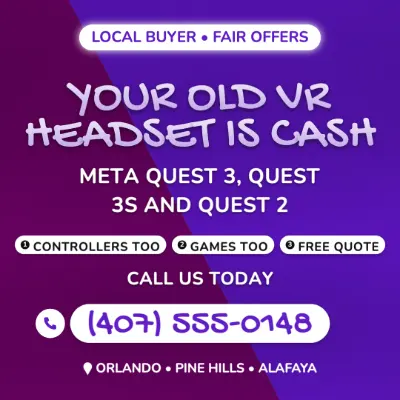 LOCAL BUYER • FAIR OFFERS
YOUR OLD VR
HEADSET IS CASH
META QUEST 3, QUEST
3S AND QUEST 2
1 CONTROLLERS TOO 2 GAMES TOO 3 FREE QUOTE
CALL US TODAY
(407) 555-0148
ORLANDO • PINE HILLS • ALAFAYA